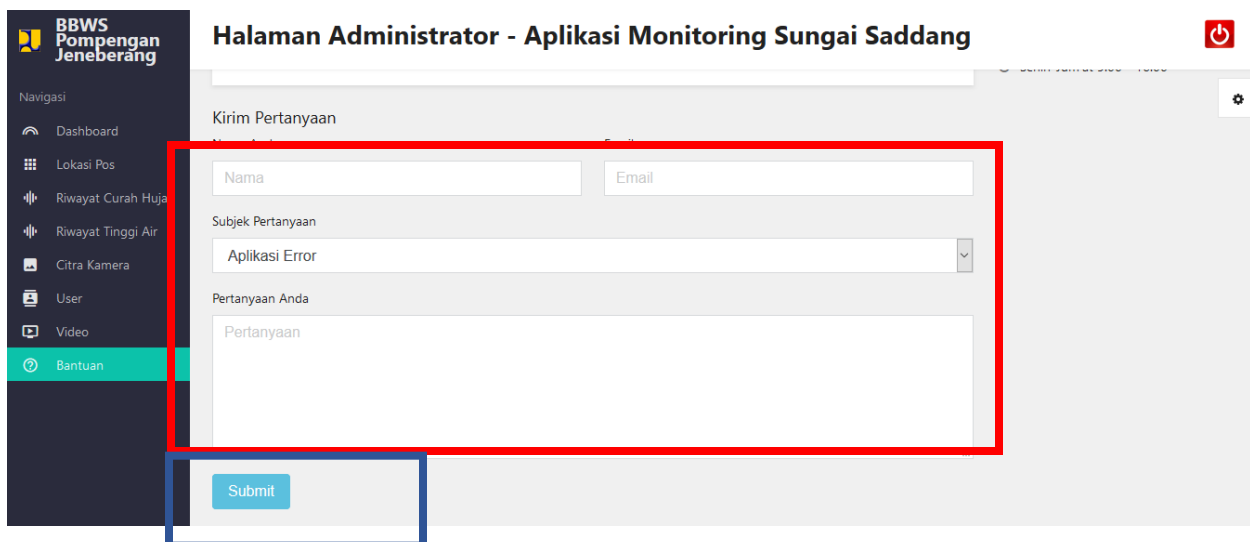 BBWS
Pompengan
Jeneberang
Halaman Administrator - Aplikasi Monitoring Sungai Saddang
Navigasi
Dashboard
Lokasi Pos
Riwayat Curah Huja
Riwayat Tinggi Air
Citra Kamera
User
Video
Bantuan
Kirim Pertanyaan
Nama
Email
Subjek Pertanyaan
Aplikasi Error
Pertanyaan Anda
Pertanyaan
Submit